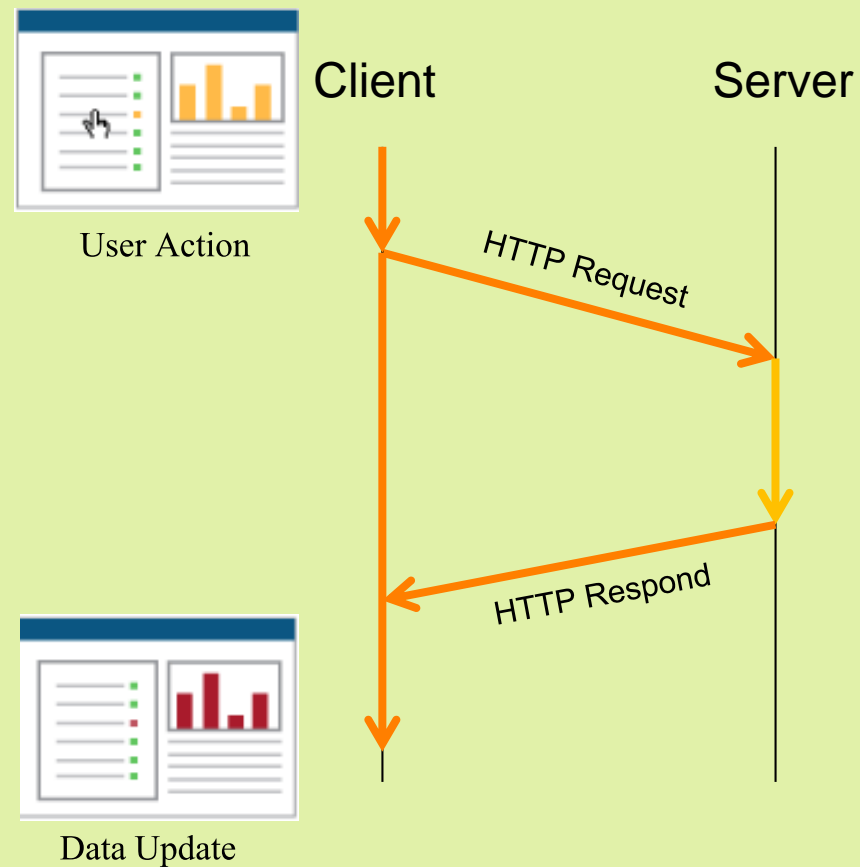 Client
Server
User Action
HTTP Request
HTTP Respond
Data Update